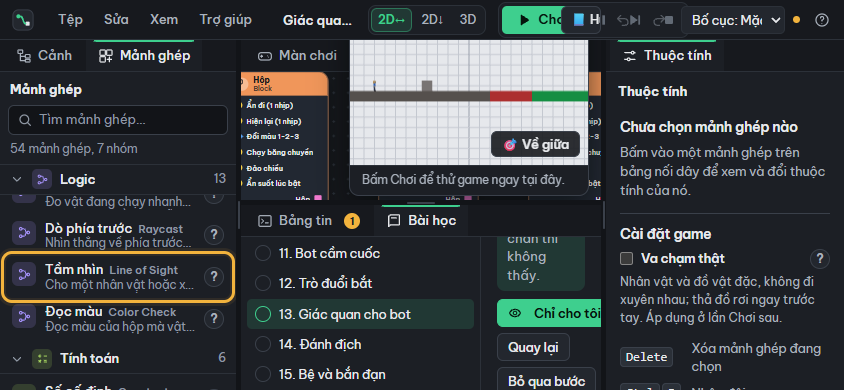 Tệp
Sửa
Xem
Trợ giúp
Giác qua...
2D↔
2D↕
3D
Bố cục: Mặc
Cảnh
Mảnh ghép
Màn chơi
Thuộc tính
Mảnh ghép
Tìm mảnh ghép...
54 mảnh ghép, 7 nhóm
Logic 13
Đo vật đang chạy nhanh...
Dò phía trước Raycast
Nhìn thẳng về phía trước...
Tầm nhìn Line of Sight
Cho một nhân vật hoặc x...
Đọc màu Color Check
Đọc màu của hộp mà vật...
Tính toán 6
Hộp
Block
Ẩn đi (1 nhịp)
Hiện lại (1 nhịp)
Đổi màu 1-2-3
Chạy băng chuyền
Đảo chiều
Ẩn suốt lúc bật
Hộp
Về giữa
Bấm Chơi để thử game ngay tại đây.
Bảng tin 1
Bài học
11. Bot cầm cuốc
12. Trò đuổi bắt
13. Giác quan cho bot
14. Đánh địch
15. Bệ và bắn đạn
chắn thì
không
thấy.
Chỉ cho tôi
Quay lại
Bỏ qua bước
Thuộc tính
Chưa chọn mảnh ghép nào
Bấm vào một mảnh ghép trên
bảng nối dây để xem và đổi thuộc
tính của nó.
Cài đặt game
Va chạm thật
Nhân vật và đồ vật đặc, không đi
xuyên nhau; thả đồ rơi ngay trước
tay. Áp dụng ở lần Chơi sau.
Delete
Xóa mảnh ghép đang
chọn